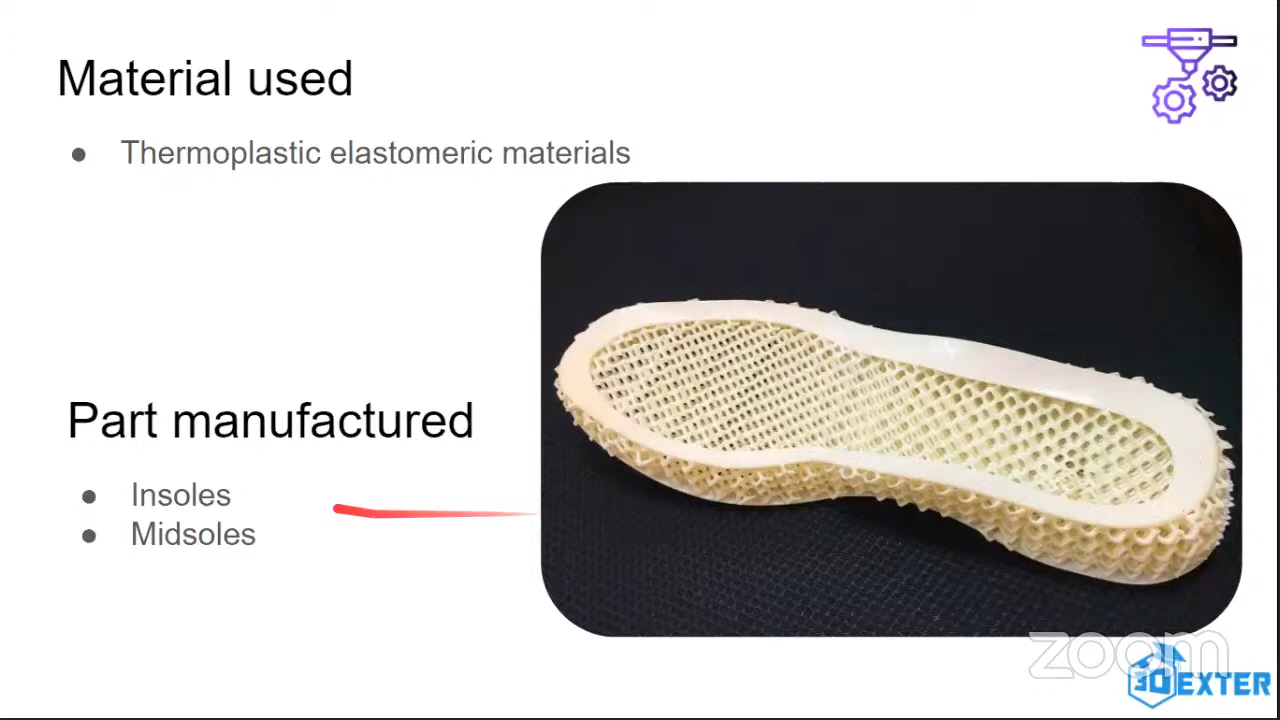 Material used
● Thermoplastic elastomeric materials
Part manufactured
● Insoles
● Midsoles
zoom
3DEXTER